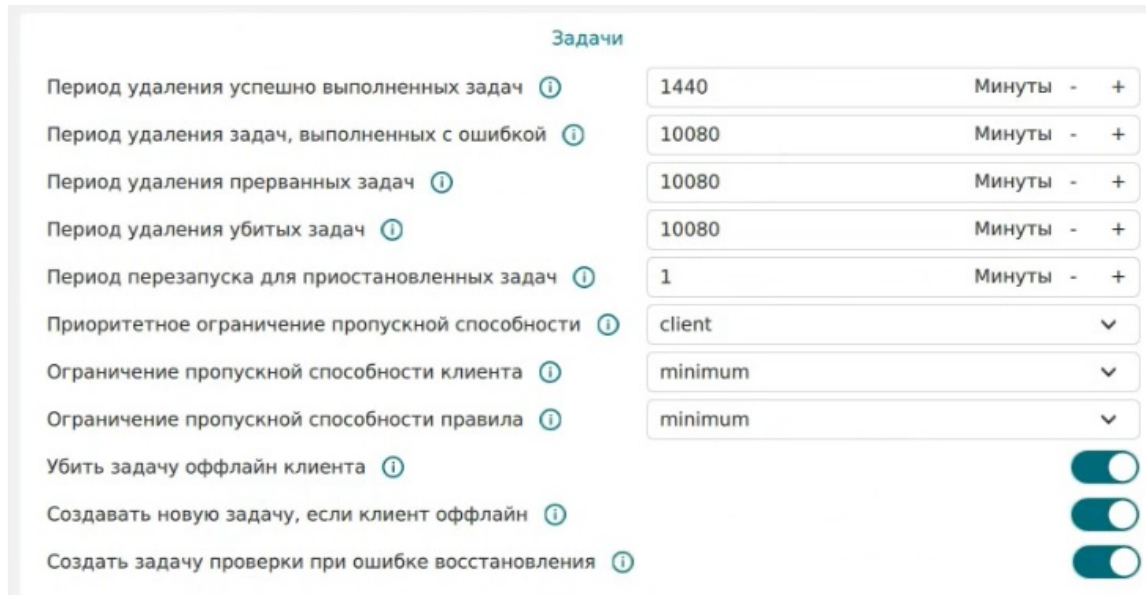 Задачи
Период удаления успешно выполненных задач 1440 Минуты - +
Период удаления задач, выполненных с ошибкой 10080 Минуты - +
Период удаления прерванных задач 10080 Минуты - +
Период удаления убитых задач 10080 Минуты - +
Период перезапуска для приостановленных задач 1 Минуты - +
Приоритетное ограничение пропускной способности client
Ограничение пропускной способности клиента minimum
Ограничение пропускной способности правила minimum
Убить задачу оффлайн клиента
Создавать новую задачу, если клиент оффлайн
Создать задачу проверки при ошибке восстановления